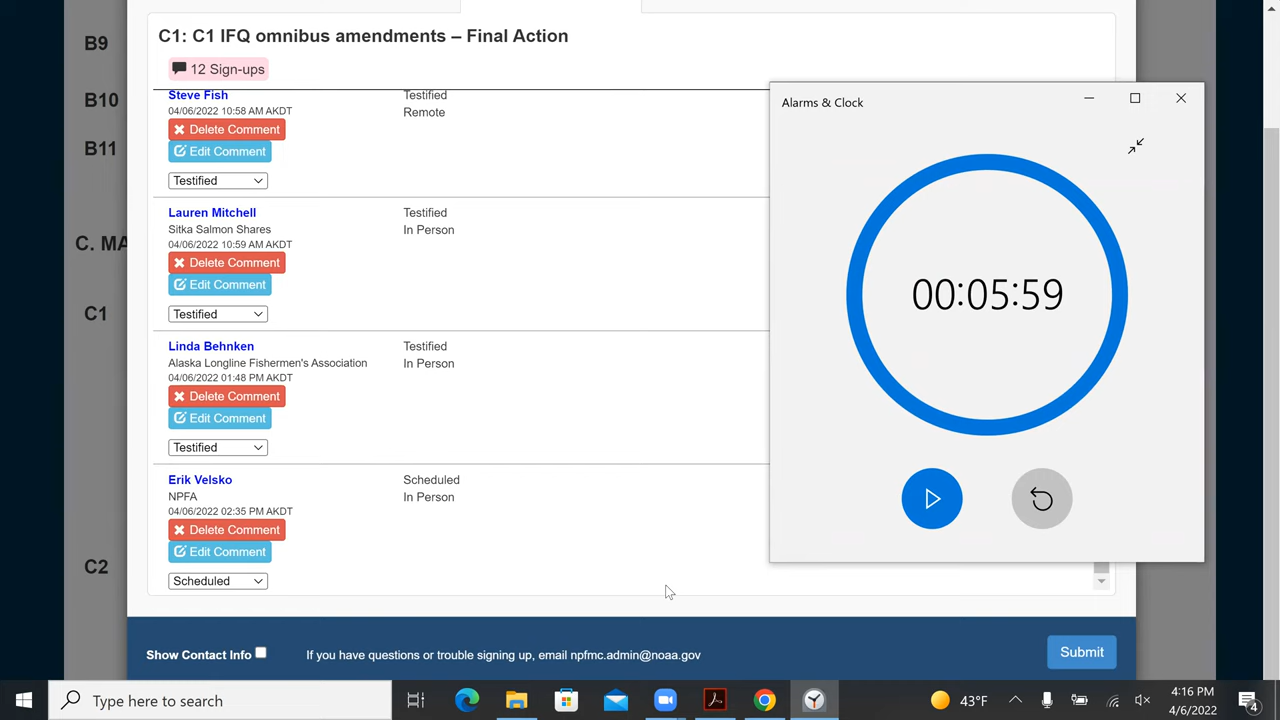 B9
B10
B11
C. MA
C1
C2
C1: C1 IFQ omnibus amendments – Final Action
12 Sign-ups
Steve Fish
04/06/2022 10:58 AM AKDT
Delete Comment
Edit Comment
Testified
Testified
Remote
Lauren Mitchell
Sitka Salmon Shares
04/06/2022 10:59 AM AKDT
Delete Comment
Edit Comment
Testified
Testified
In Person
Linda Behnken
Alaska Longline Fishermen's Association
04/06/2022 01:48 PM AKDT
Delete Comment
Edit Comment
Testified
Testified
In Person
Erik Velsko
NPFA
04/06/2022 02:35 PM AKDT
Delete Comment
Edit Comment
Scheduled
Scheduled
In Person
Alarms & Clock
00:05:59
Show Contact Info
If you have questions or trouble signing up, email npfmc.admin@noaa.gov
Submit
Type here to search
43°F
4:16 PM
4/6/2022
4